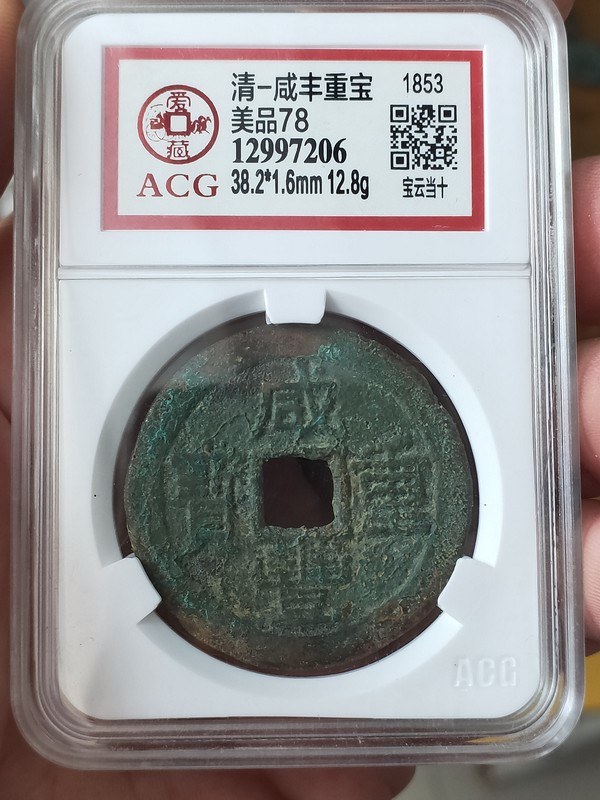 清-咸丰重宝 1853
美品78
12997206
38.2*1.6mm 12.8g
宝云当十
爱藏
ACG
咸
豐
重
寶
ACG